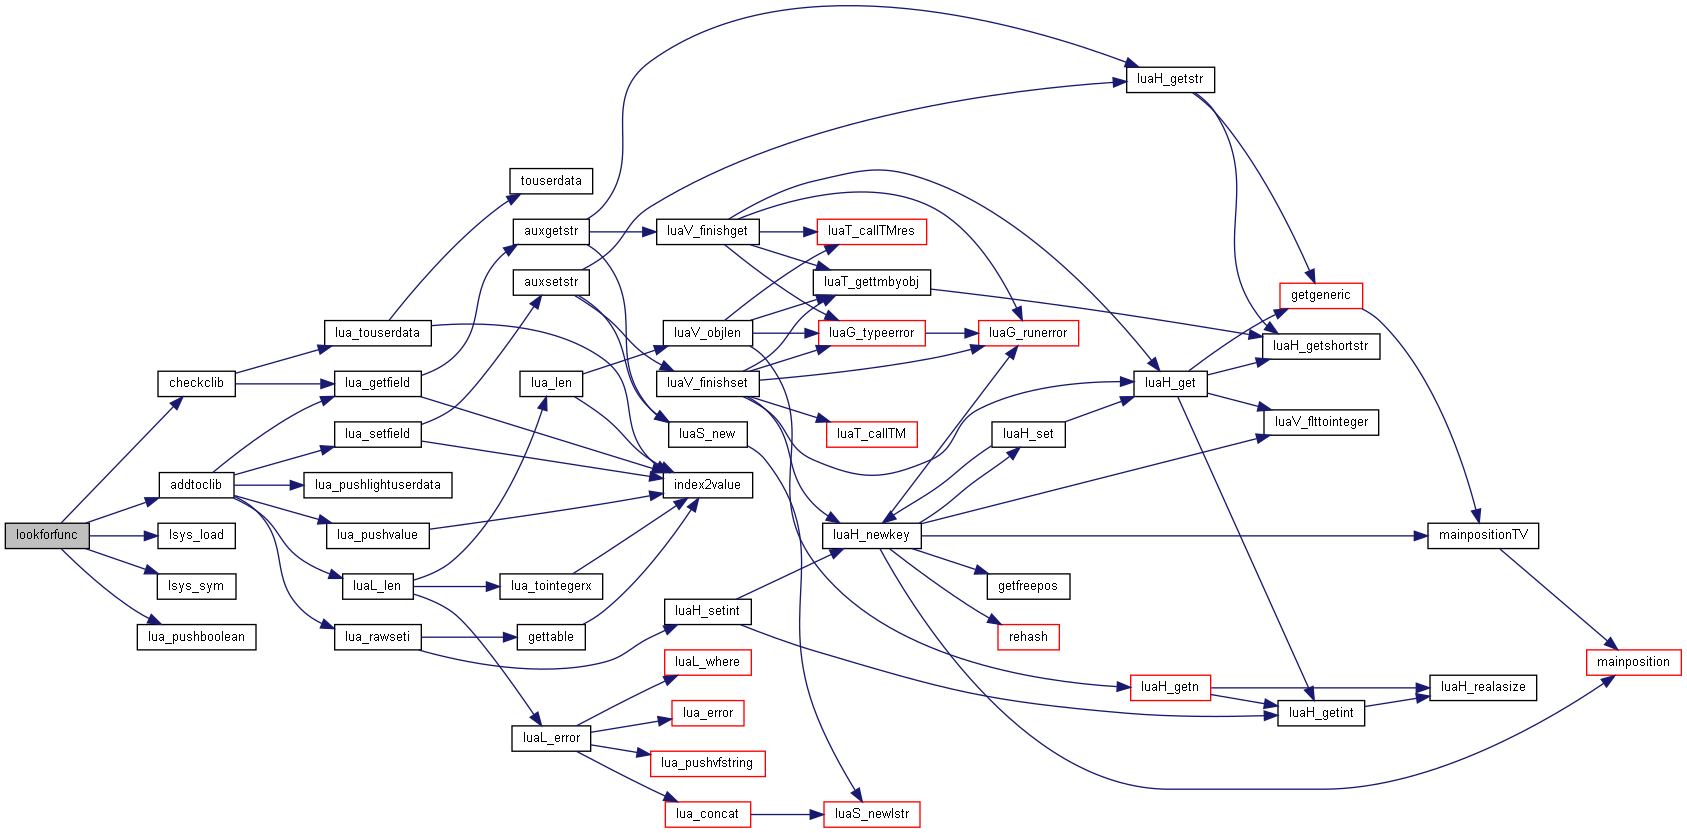 lookforfunc
checkclib
addtoclib
lsys_load
lsys_sym
lua_pushboolean
lua_touserdata
lua_getfield
lua_setfield
lua_pushlightuserdata
lua_pushvalue
luaL_len
lua_rawseti
touserdata
auxgetstr
auxsetstr
lua_len
lua_tointegerx
gettable
luaL_error
luaV_finishget
luaV_objlen
luaV_finishset
luaS_new
index2value
luaH_setint
luaL_where
lua_error
lua_pushvfstring
lua_concat
luaT_callTMres
luaT_gettmbyobj
luaG_typeerror
luaT_callTM
luaH_newkey
luaS_newlstr
luaG_runerror
luaH_set
getfreepos
rehash
luaH_getstr
luaH_get
luaH_getn
getgeneric
luaH_getshortstr
luaV_flttointeger
luaH_getint
mainpositionTV
luaH_realasize
mainposition